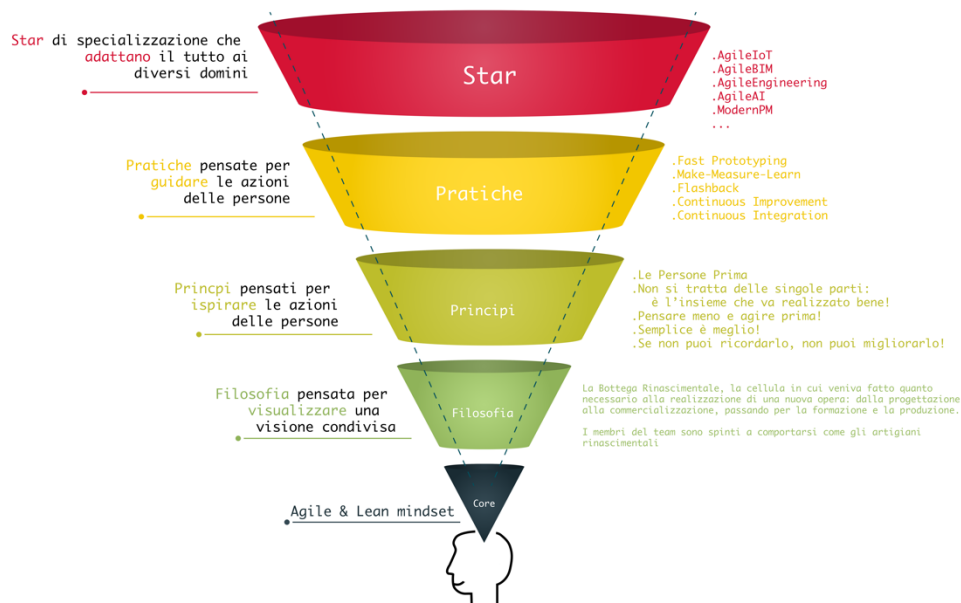 Star di specializzazione che
adattano il tutto ai
diversi domini
Star
.AgileIoT
.AgileBIM
.AgileEngineering
.AgileAI
.ModernPM
...
Pratiche pensate per
guidare le azioni
delle persone
Pratiche
.Fast Prototyping
.Make-Measure-Learn
.Flashback
.Continuous Improvement
.Continuous Integration
Princpi pensati per
ispirare le azioni
delle persone
Principi
.Le Persone Prima
.Non si tratta delle singole parti:
è l'insieme che va realizzato bene!
.Pensare meno e agire prima!
.Semplice é meglio!
.Se non puoi ricordarlo, non puoi migliorarlo!
Filosofia pensata per
visualizzare una
visione condivisa
Filosofia
La Bottega Rinascimentale, la cellula in cui veniva fatto quanto
necessario alla realizzazione di una nuova opera: dalla progettazione
alla commercializzazione, passando per la formazione e la produzione.
I membri del team sono spinti a comportarsi come gli artigiani
rinascimentali
Agile & Lean mindset
Core